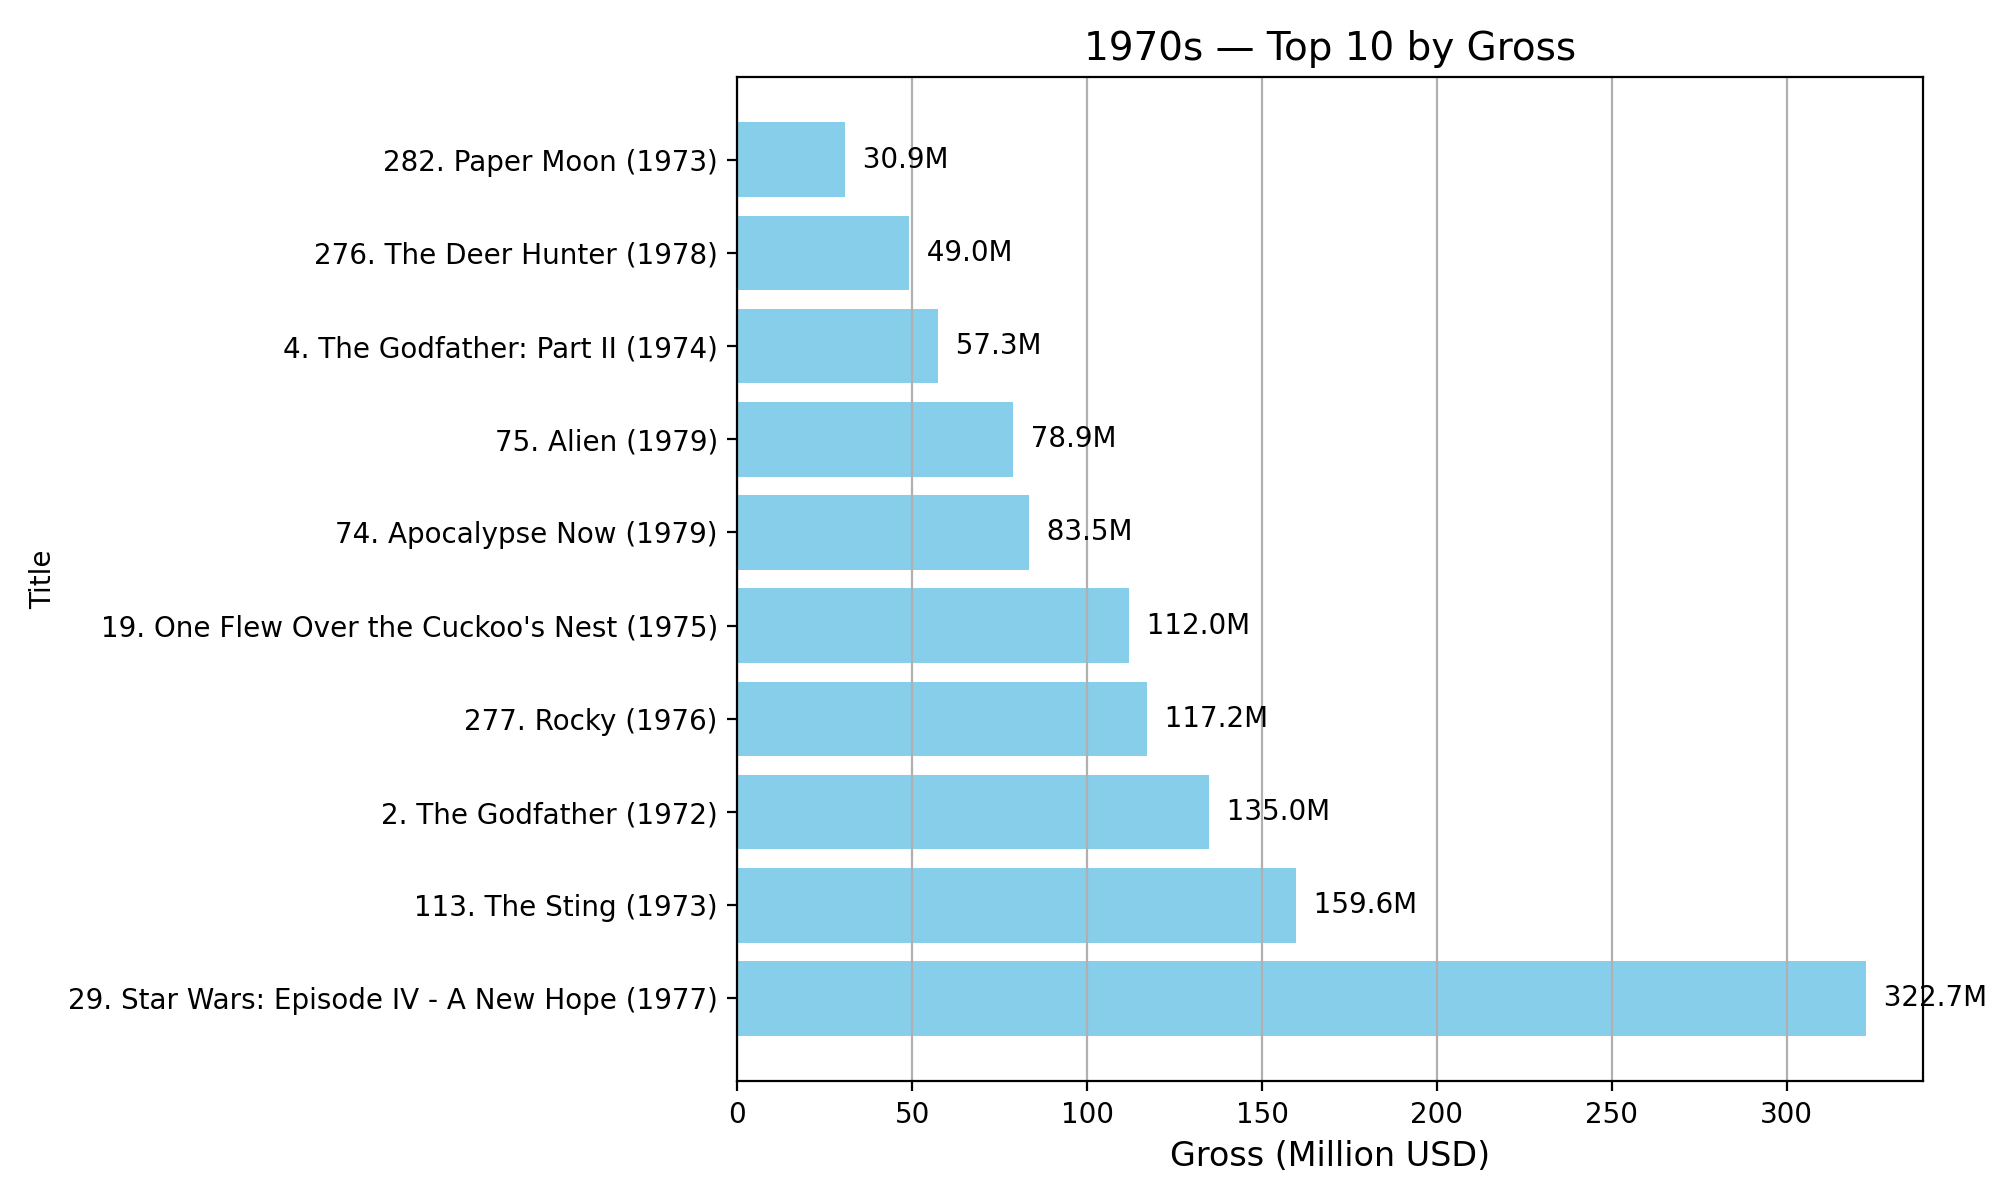 1970s — Top 10 by Gross
282. Paper Moon (1973)
30.9M
276. The Deer Hunter (1978)
49.0M
4. The Godfather: Part II (1974)
57.3M
75. Alien (1979)
78.9M
74. Apocalypse Now (1979)
83.5M
19. One Flew Over the Cuckoo's Nest (1975)
112.0M
277. Rocky (1976)
117.2M
2. The Godfather (1972)
135.0M
113. The Sting (1973)
159.6M
29. Star Wars: Episode IV - A New Hope (1977)
322.7M
Title
0 50 100 150 200 250 300
Gross (Million USD)